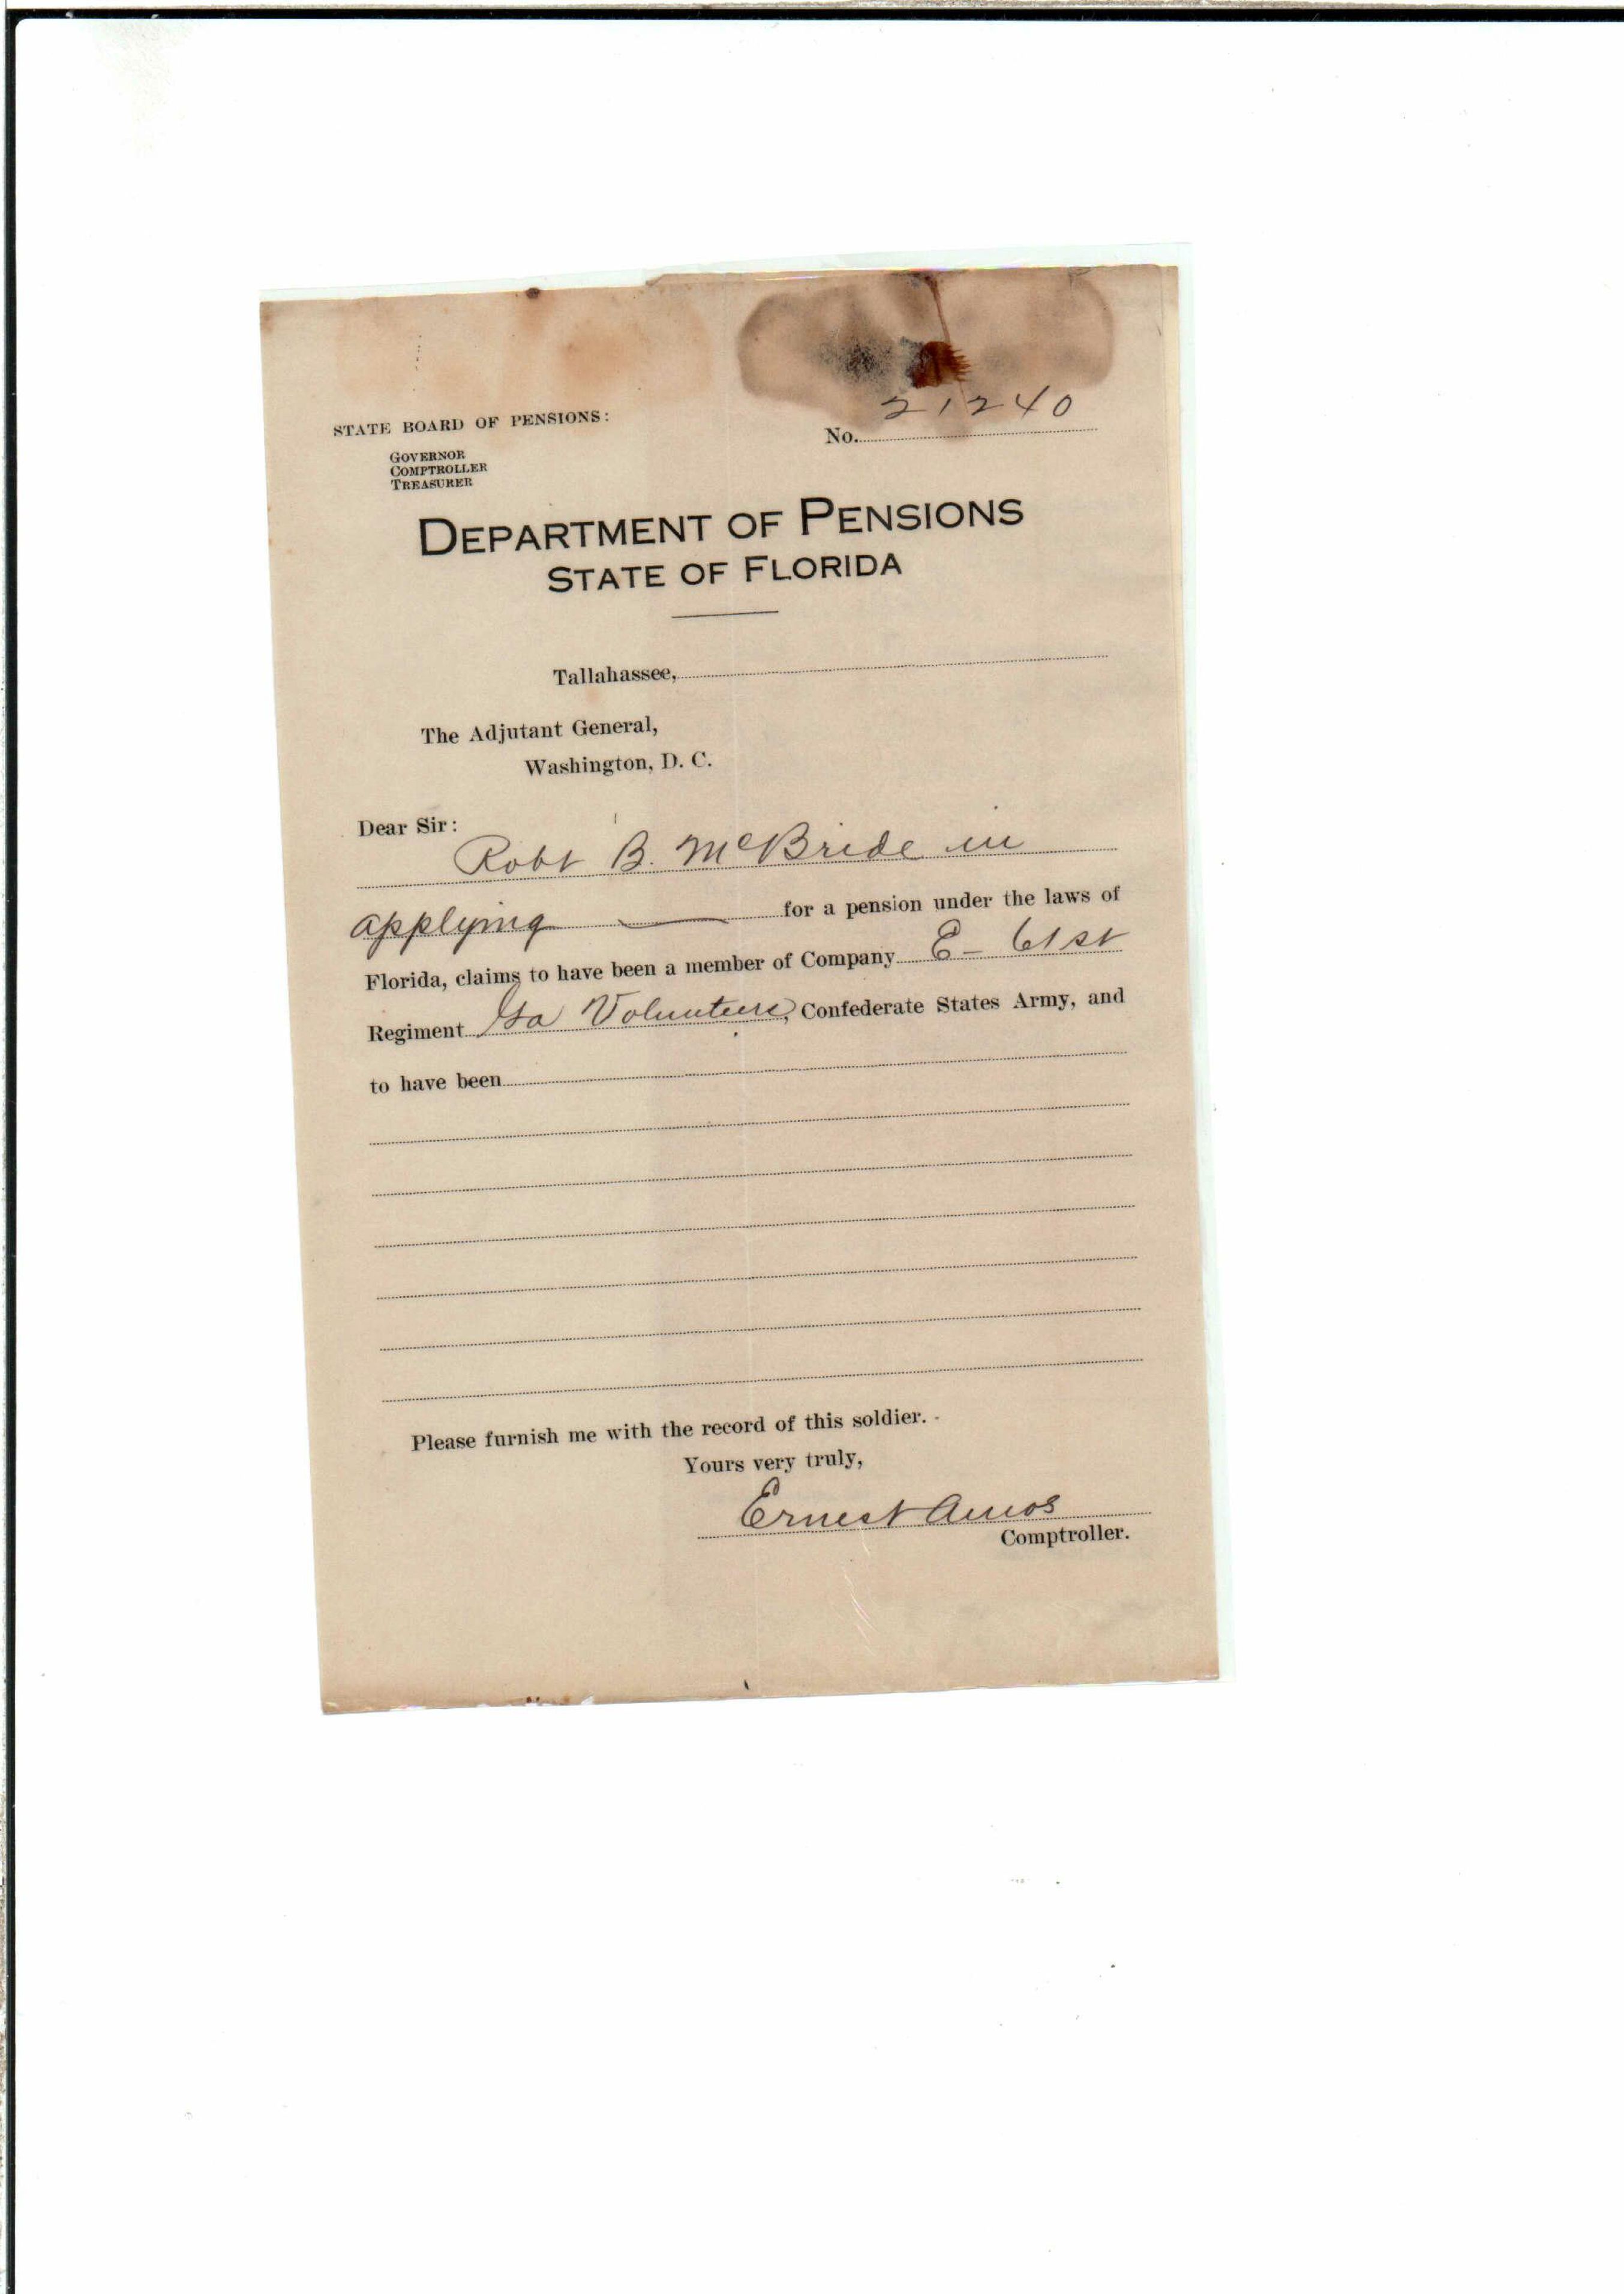 STATE BOARD OF PENSIONS:
GOVERNOR
COMPTROLLER
TREASURER
21240
No.
DEPARTMENT OF PENSIONS
STATE OF FLORIDA
Tallahassee,
The Adjutant General,
Washington, D. C.
Dear Sir:
Robt B. McBride in
applying for a pension under the laws of
Florida, claims to have been a member of Company E - 61st
Regiment Ga Volunteers, Confederate States Army, and
to have been
Please furnish me with the record of this soldier.
Yours very truly,
Ernest Amos
Comptroller.